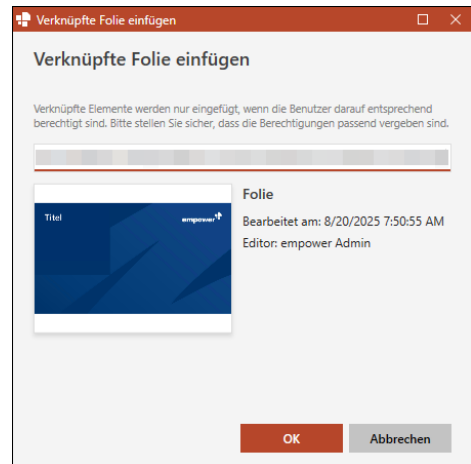 Verknüpfte Folie einfügen
Verknüpfte Folie einfügen
Verknüpfte Elemente werden nur eingefügt, wenn die Benutzer darauf entsprechend
berechtigt sind. Bitte stellen Sie sicher, dass die Berechtigungen passend vergeben sind.
Titel
empower
Folie
Bearbeitet am: 8/20/2025 7:50:55 AM
Editor: empower Admin
OK
Abbrechen